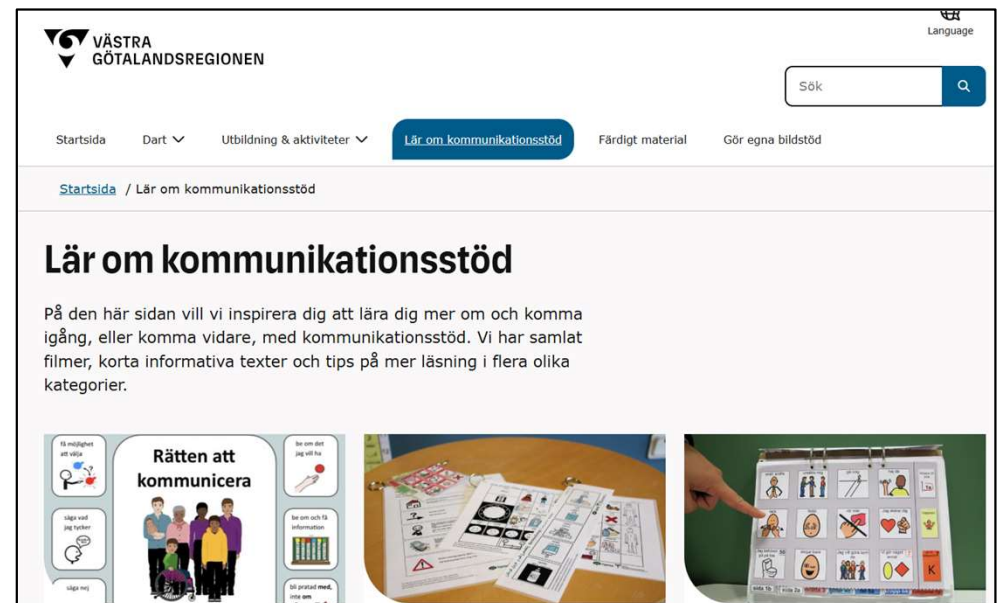 VÄSTRA
GÖTALANDSREGIONEN
Language
Sök
Startsida
Dart
Utbildning & aktiviteter
Lär om kommunikationsstöd
Färdigt material
Gör egna bildstöd
Startsida / Lär om kommunikationsstöd
Lär om kommunikationsstöd
På den här sidan vill vi inspirera dig att lära dig mer om och komma
igång, eller komma vidare, med kommunikationsstöd. Vi har samlat
filmer, korta informativa texter och tips på mer läsning i flera olika
kategorier.
få möjlighet
att välja
Rätten att
kommunicera
be om det
jag vill ha
säga vad
jag tycker
be om och få
information
säga nej
bli pratad med,
inte om
K